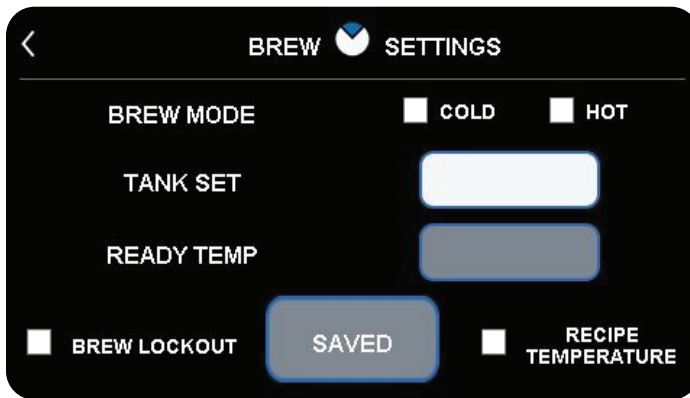 BREW SETTINGS
BREW MODE COLD HOT
TANK SET
READY TEMP
BREW LOCKOUT SAVED RECIPE
TEMPERATURE